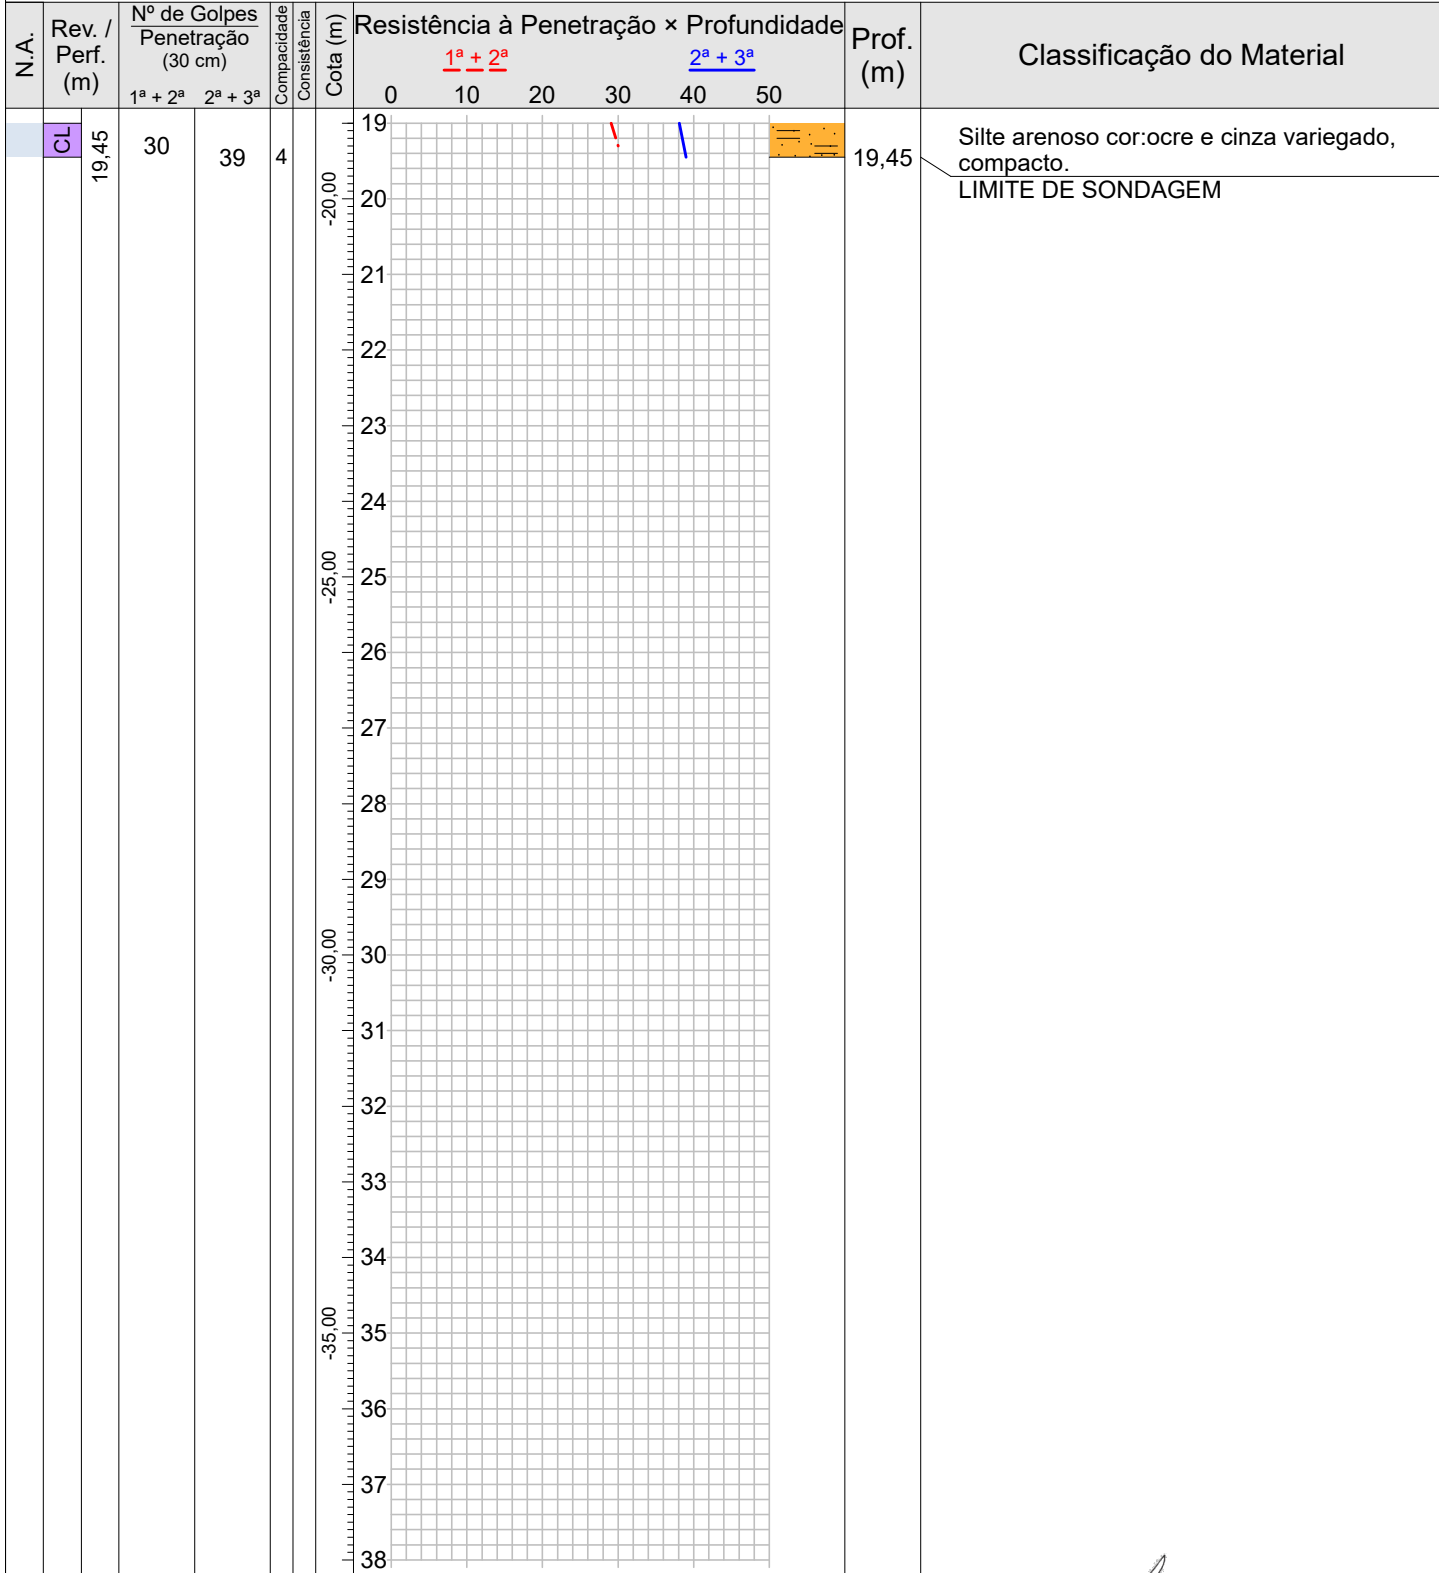 N.A.
Rev. /
Perf.
(m)
Nº de Golpes
Penetração
(30 cm)
1ª + 2ª 2ª + 3ª
Compacidade
Consistência
Cota (m)
Resistência à Penetração × Profundidade
1ª + 2ª 2ª + 3ª
0 10 20 30 40 50
Prof.
(m)
Classificação do Material
CL
19,45
30
39
4
19
-20,00
20
21
22
23
24
-25,00
25
26
27
28
29
-30,00
30
31
32
33
34
-35,00
35
36
37
38
19,45
Silte arenoso cor:ocre e cinza variegado,
compacto.
LIMITE DE SONDAGEM